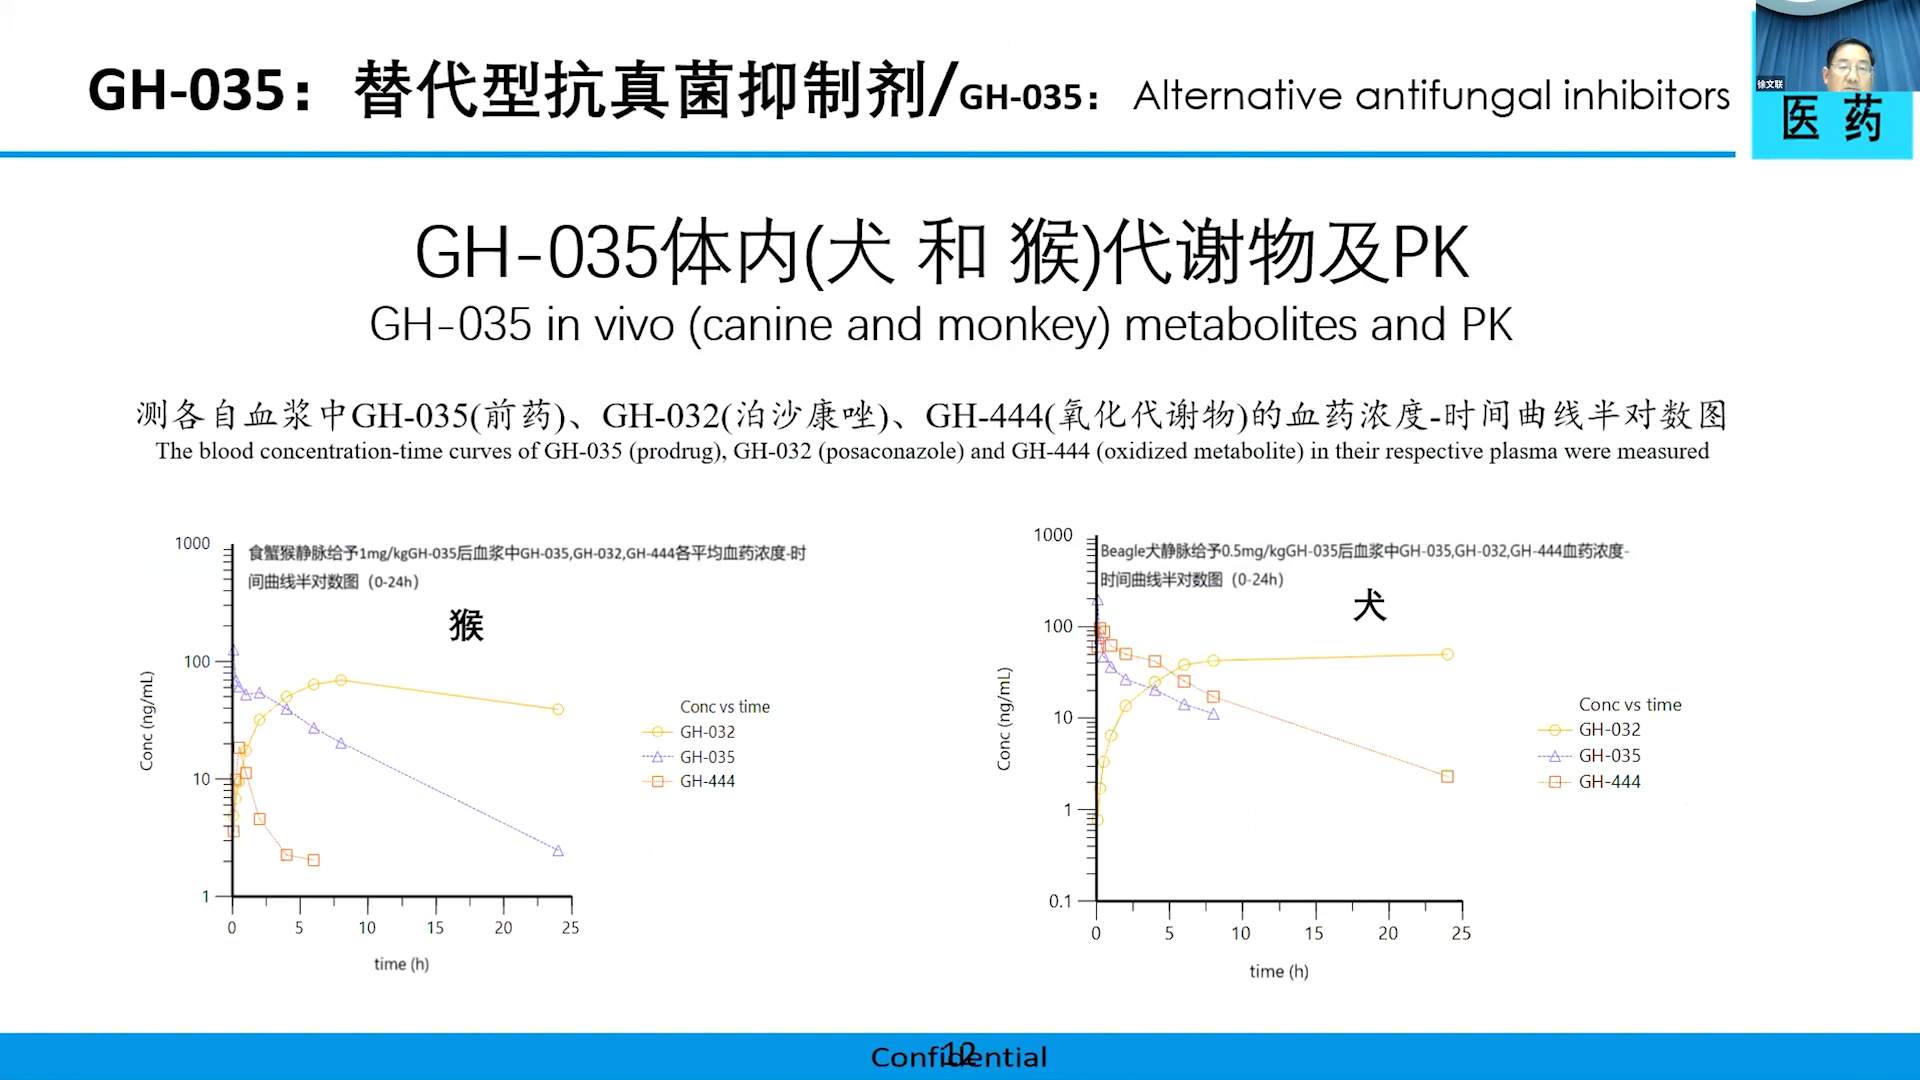 GH-035：替代型抗真菌抑制剂/GH-035： Alternative antifungal inhibitors
徐文联
医 药
GH-035体内(犬 和 猴)代谢物及PK
GH-035 in vivo (canine and monkey) metabolites and PK
测各自血浆中GH-035(前药)、GH-032(泊沙康唑)、GH-444(氧化代谢物)的血药浓度-时间曲线半对数图
The blood concentration-time curves of GH-035 (prodrug), GH-032 (posaconazole) and GH-444 (oxidized metabolite) in their respective plasma were measured
食蟹猴静脉给予1mg/kgGH-035后血浆中GH-035,GH-032,GH-444各平均血药浓度-时
间曲线半对数图（0-24h）
猴
Conc (ng/mL)
1000
100
10
1
0 5 10 15 20 25
time (h)
Conc vs time
GH-032
GH-035
GH-444
Beagle犬静脉给予0.5mg/kgGH-035后血浆中GH-035,GH-032,GH-444血药浓度-
时间曲线半对数图（0-24h）
犬
Conc (ng/mL)
1000
100
10
1
0.1
0 5 10 15 20 25
time (h)
Conc vs time
GH-032
GH-035
GH-444
Confidential
12